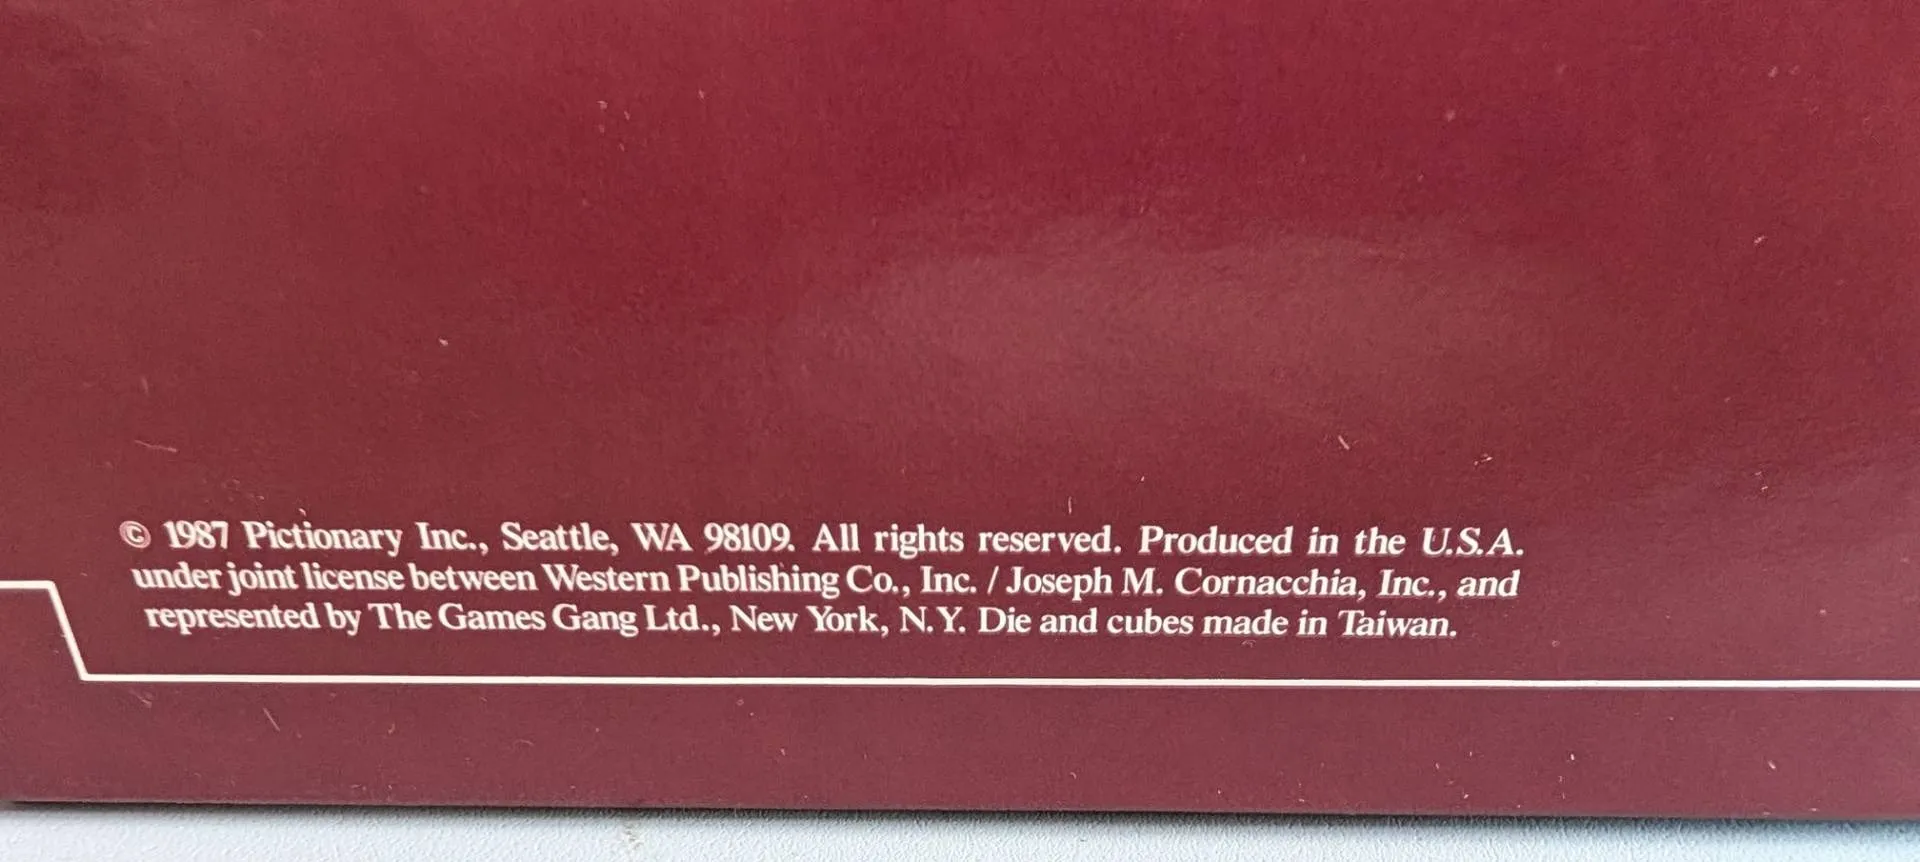 © 1987 Pictionary Inc., Seattle, WA 98109. All rights reserved. Produced in the U.S.A.
under joint license between Western Publishing Co., Inc. / Joseph M. Cornacchia, Inc., and
represented by The Games Gang Ltd., New York, N.Y. Die and cubes made in Taiwan.